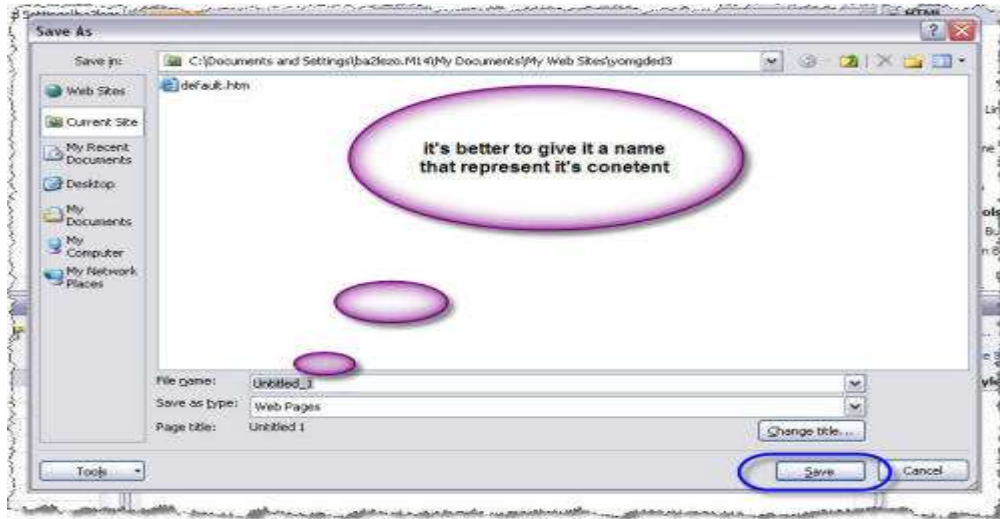 Save As
Save in:
C:\Documents and Settings\ba2lezo.M14\My Documents\My Web Sites\yomgded3
Web Sites
Current Site
My Recent
Documents
Desktop
My
Documents
My
Computer
My Network
Places
default.htm
it's better to give it a name
that represent it's conetent
File name:
Untitled_1
Save as type:
Web Pages
Page title:
Untitled 1
Change title...
Tools
Save
Cancel